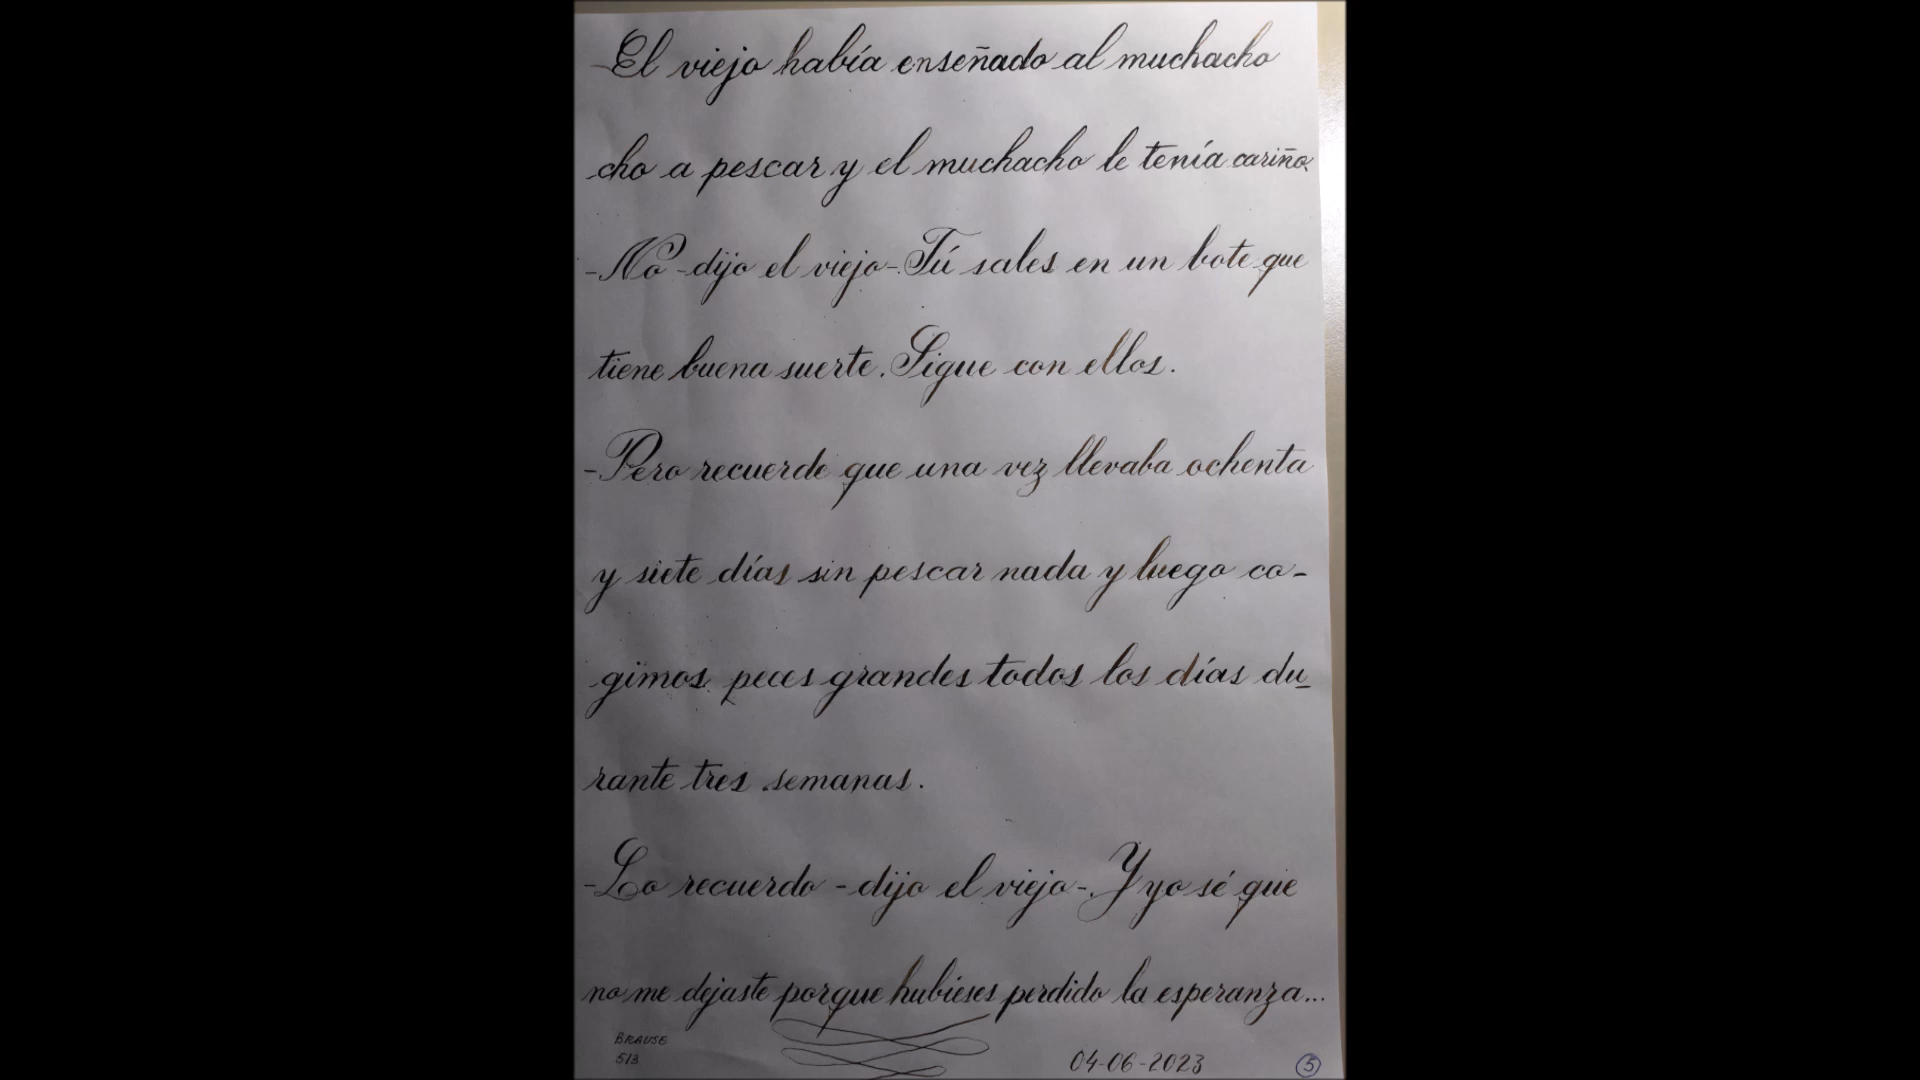 El viejo había enseñado al muchacho
cho a pescar y el muchacho le tenía cariño.
-No -dijo el viejo-. Tú sales en un bote que
tiene buena suerte. Sigue con ellos.
-Pero recuerde que una vez llevaba ochenta
y siete días sin pescar nada y luego co-
gimos peces grandes todos los días du-
rante tres semanas.
-Lo recuerdo -dijo el viejo-. Y yo sé que
no me dejaste porque hubieses perdido la esperanza...
BRAUSE
513
04-06-2023
5